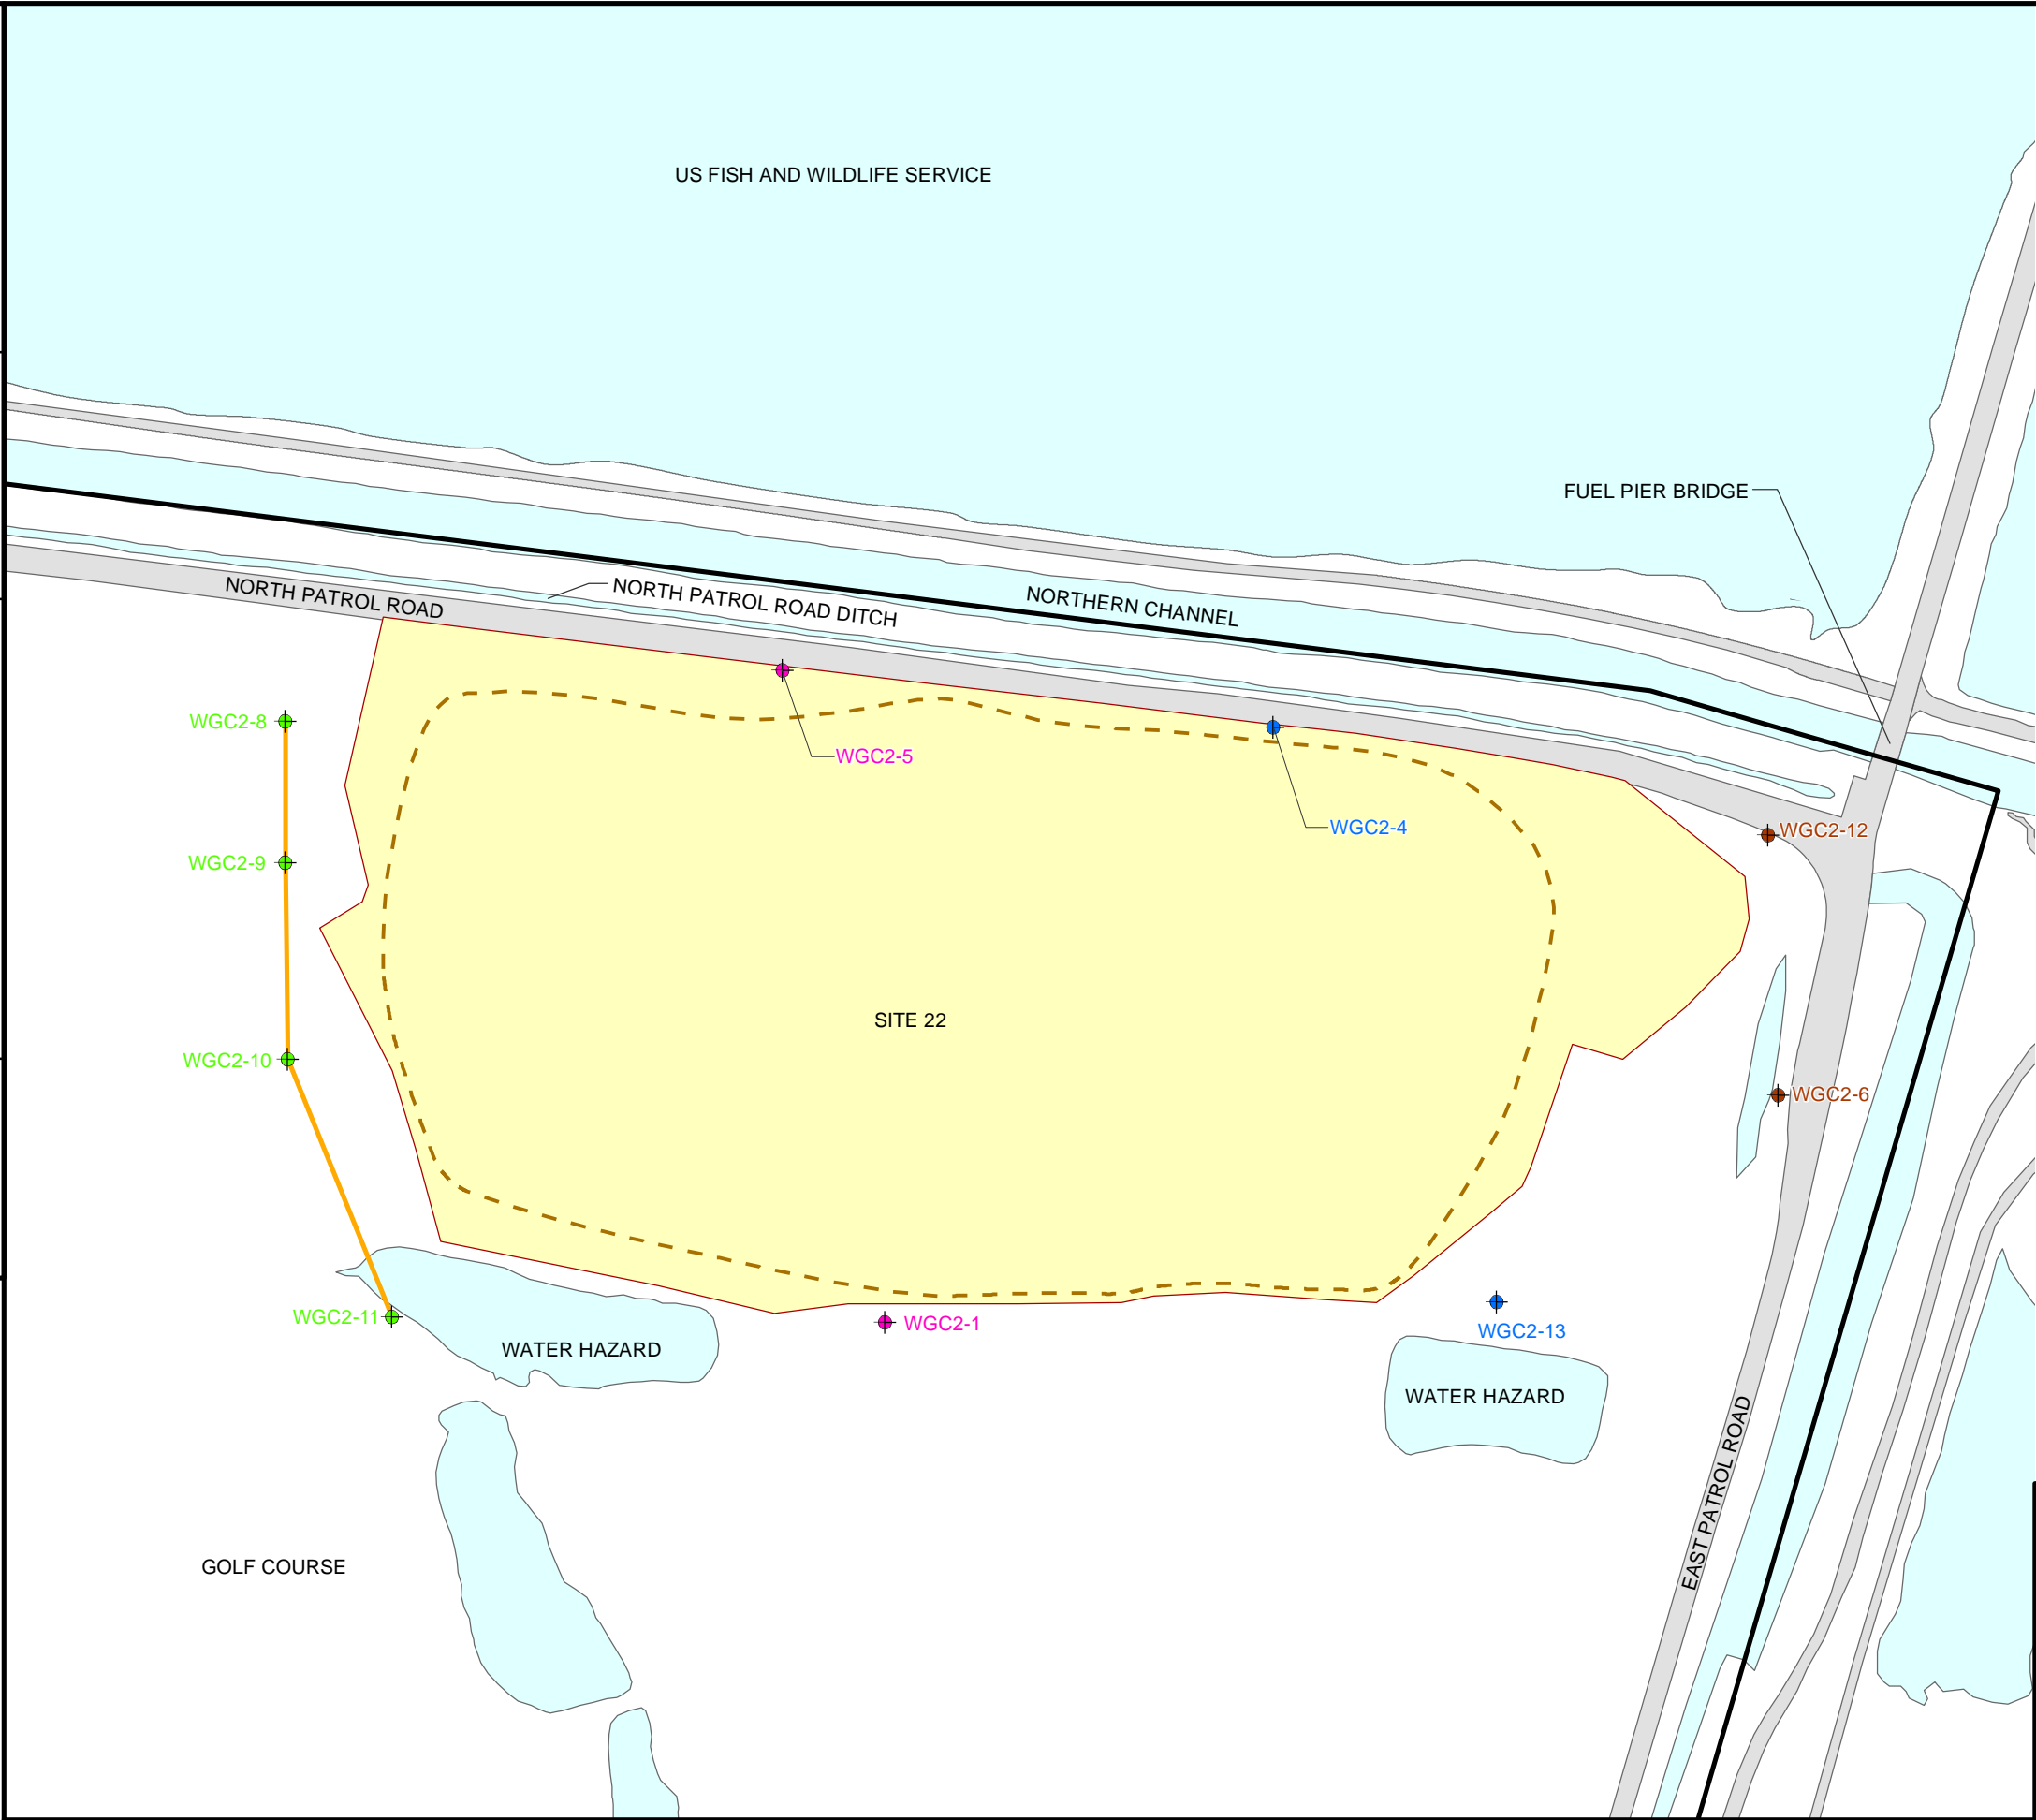 US FISH AND WILDLIFE SERVICE
FUEL PIER BRIDGE
NORTH PATROL ROAD
NORTH PATROL ROAD DITCH
NORTHERN CHANNEL
WGC2-8
WGC2-5
WGC2-4
WGC2-12
WGC2-9
SITE 22
WGC2-10
WGC2-6
WGC2-11
WGC2-1
WGC2-13
WATER HAZARD
WATER HAZARD
EAST PATROL ROAD
GOLF COURSE